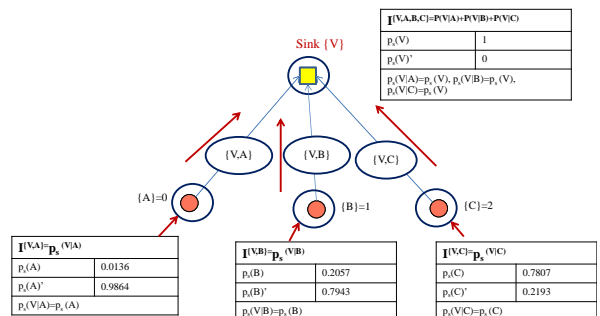 I{V,A,B,C}=P(V|A)+P(V|B)+P(V|C)
ps(V) 1
ps(V)’ 0
ps(V|A)=ps(V), ps(V|B)=ps(V),
ps(V|C)=ps(V)
Sink {V}
{V,A}
{V,B}
{V,C}
{A}=0
{B}=1
{C}=2
I{V,A}=ps (V|A)
ps(A) 0.0136
ps(A)’ 0.9864
ps(V|A)=ps(A)
I{V,B}=ps (V|B)
ps(B) 0.2057
ps(B)’ 0.7943
ps(V|B)=ps(B)
I{V,C}=ps (V|C)
ps(C) 0.7807
ps(C)’ 0.2193
ps(V|C)=ps(C)